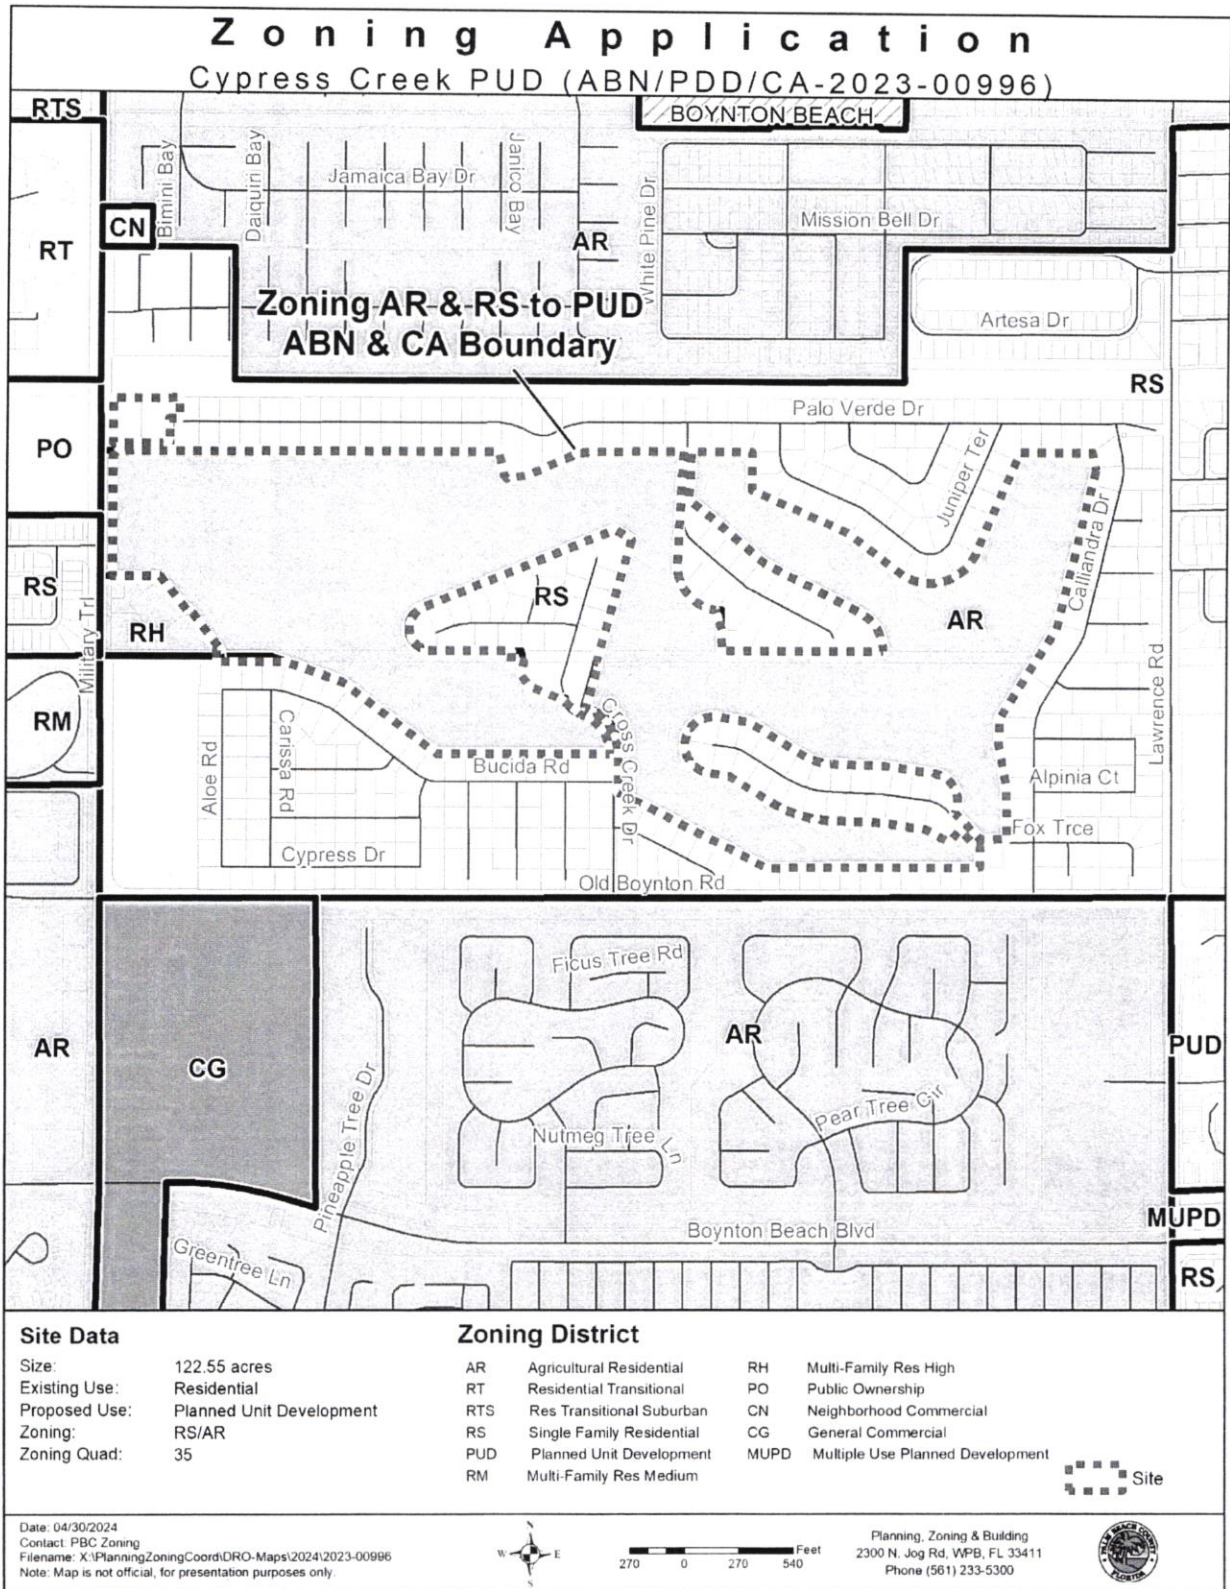 Zoning Application
Cypress Creek PUD (ABN/PDD/CA-2023-00996)
RTS
BOYNTON BEACH
Bimini Bay
Daiquiri Bay
Jamaica Bay Dr
Janico Bay
White Pine Dr
Mission Bell Dr
CN
RT
AR
Zoning AR & RS to PUD
ABN & CA Boundary
Artesa Dr
RS
Palo Verde Dr
PO
Juniper Ter
Calliandra Dr
RS
RS
AR
RH
Military Trl
Lawrence Rd
RM
Aloe Rd
Carissa Rd
Cross Creek Dr
Bucida Rd
Alpinia Ct
Cypress Dr
Fox Trce
Old Boynton Rd
Ficus Tree Rd
AR
AR
CG
PUD
Pineapple Tree Dr
Nutmeg Tree Ln
Pear Tree Cir
MUPD
Boynton Beach Blvd
Greentree Ln
RS
Site Data
Size: 122.55 acres
Existing Use: Residential
Proposed Use: Planned Unit Development
Zoning: RS/AR
Zoning Quad: 35
Zoning District
AR Agricultural Residential
RT Residential Transitional
RTS Res Transitional Suburban
RS Single Family Residential
PUD Planned Unit Development
RM Multi-Family Res Medium
RH Multi-Family Res High
PO Public Ownership
CN Neighborhood Commercial
CG General Commercial
MUPD Multiple Use Planned Development
Site
Date: 04/30/2024
Contact: PBC Zoning
Filename: X:\PlanningZoningCoord\DRO-Maps\2024\2023-00996
Note: Map is not official, for presentation purposes only.
N
W E
S
Feet
270 0 270 540
Planning, Zoning & Building
2300 N. Jog Rd, WPB, FL 33411
Phone (561) 233-5300
PALM BEACH COUNTY
FLORIDA